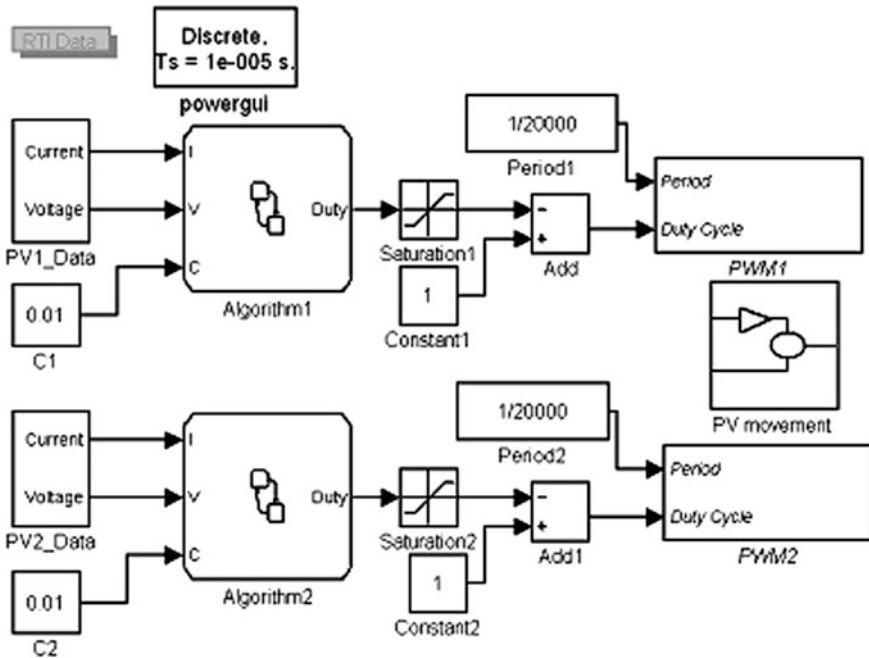 RTI Data
Discrete,
Ts = 1e-005 s.
powergui
Current
Voltage
PV1_Data
0.01
C1
I
V
C
Duty
Algorithm1
Saturation1
1
Constant1
1/20000
Period1
-
+
Add
Period
Duty Cycle
PWM1
PV movement
Current
Voltage
PV2_Data
0.01
C2
I
V
C
Duty
Algorithm2
Saturation2
1
Constant2
1/20000
Period2
-
+
Add1
Period
Duty Cycle
PWM2